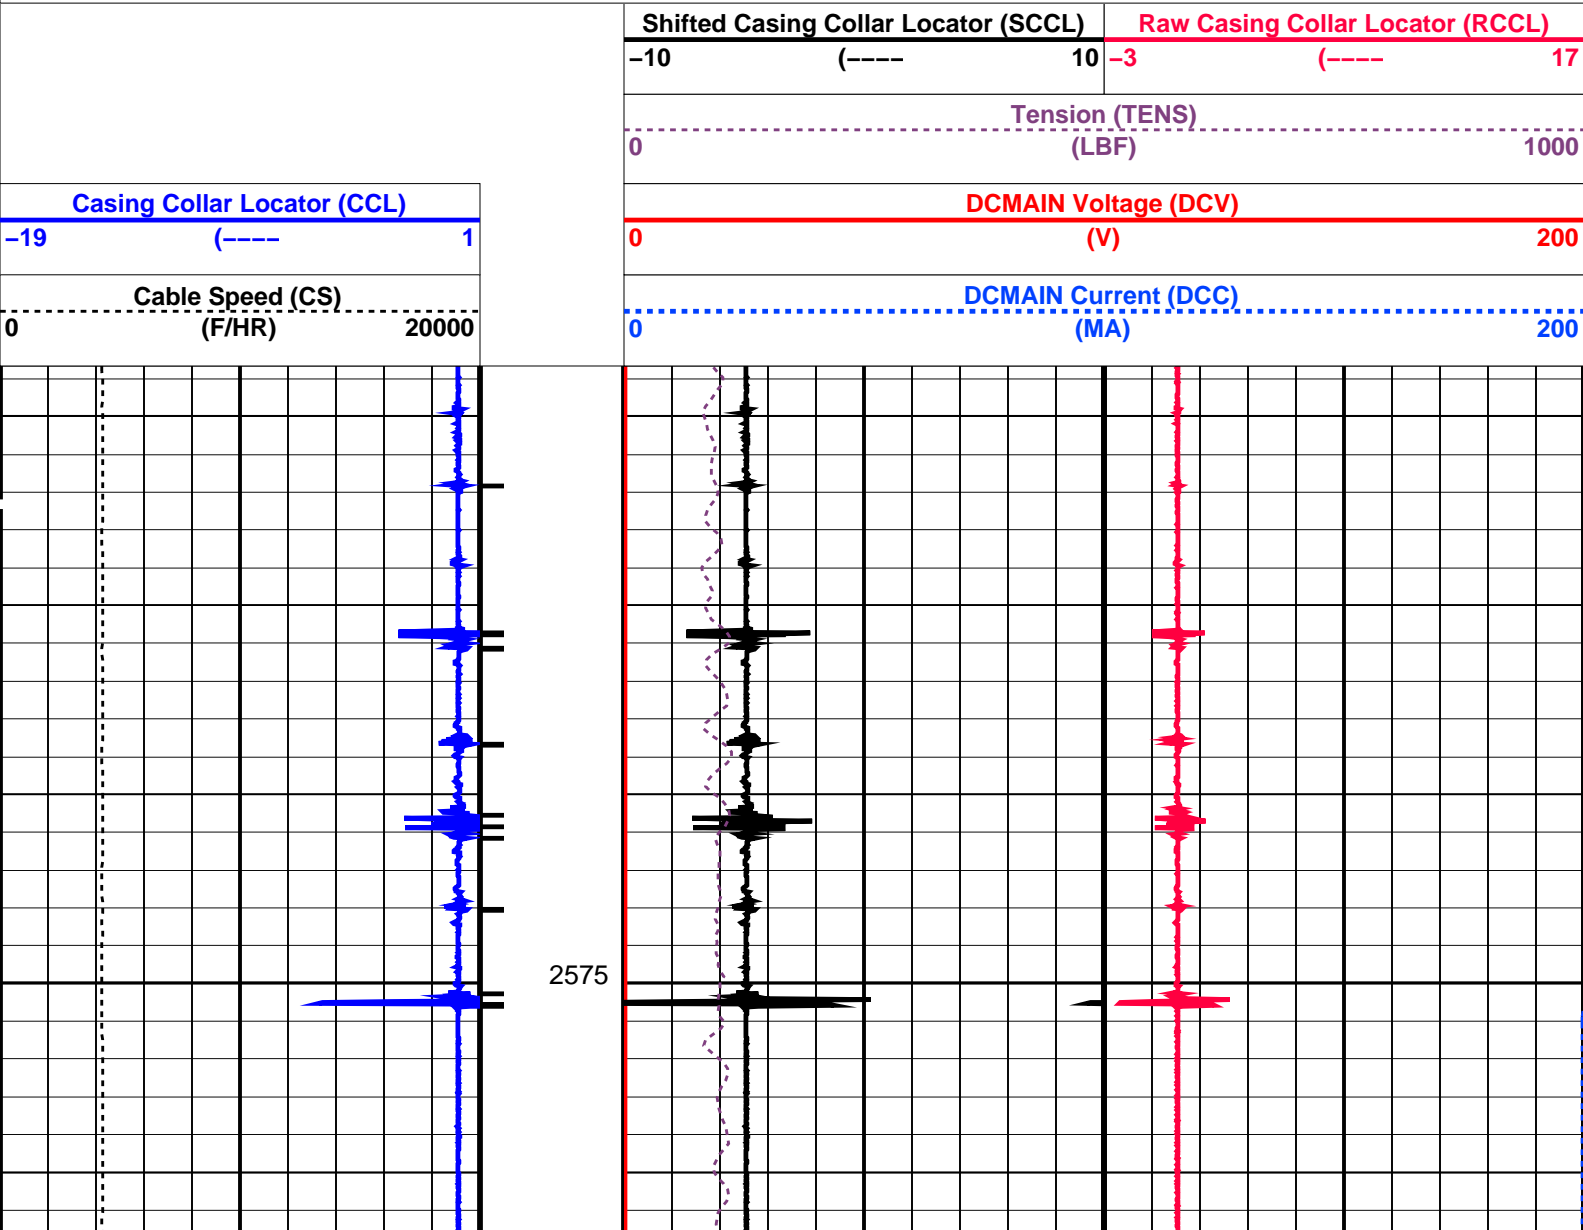 Shifted Casing Collar Locator (SCCL) Raw Casing Collar Locator (RCCL)
−10 (−−−− 10 −3 (−−−− 17
Tension (TENS)
0 (LBF) 1000
Casing Collar Locator (CCL) DCMAIN Voltage (DCV)
−19 (−−−− 1 0 (V) 200
Cable Speed (CS) DCMAIN Current (DCC)
0 (F/HR) 20000 0 (MA) 200
2575